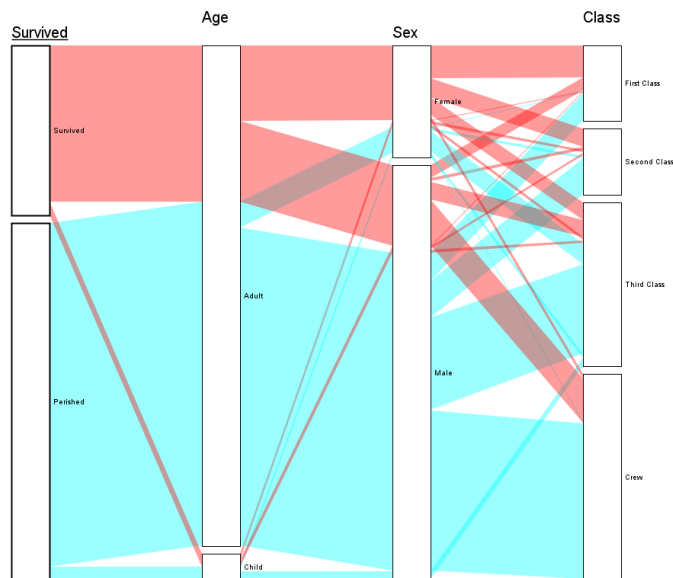 Survived
Age
Sex
Class
Survived
Perished
Adult
Child
Female
Male
First Class
Second Class
Third Class
Crew